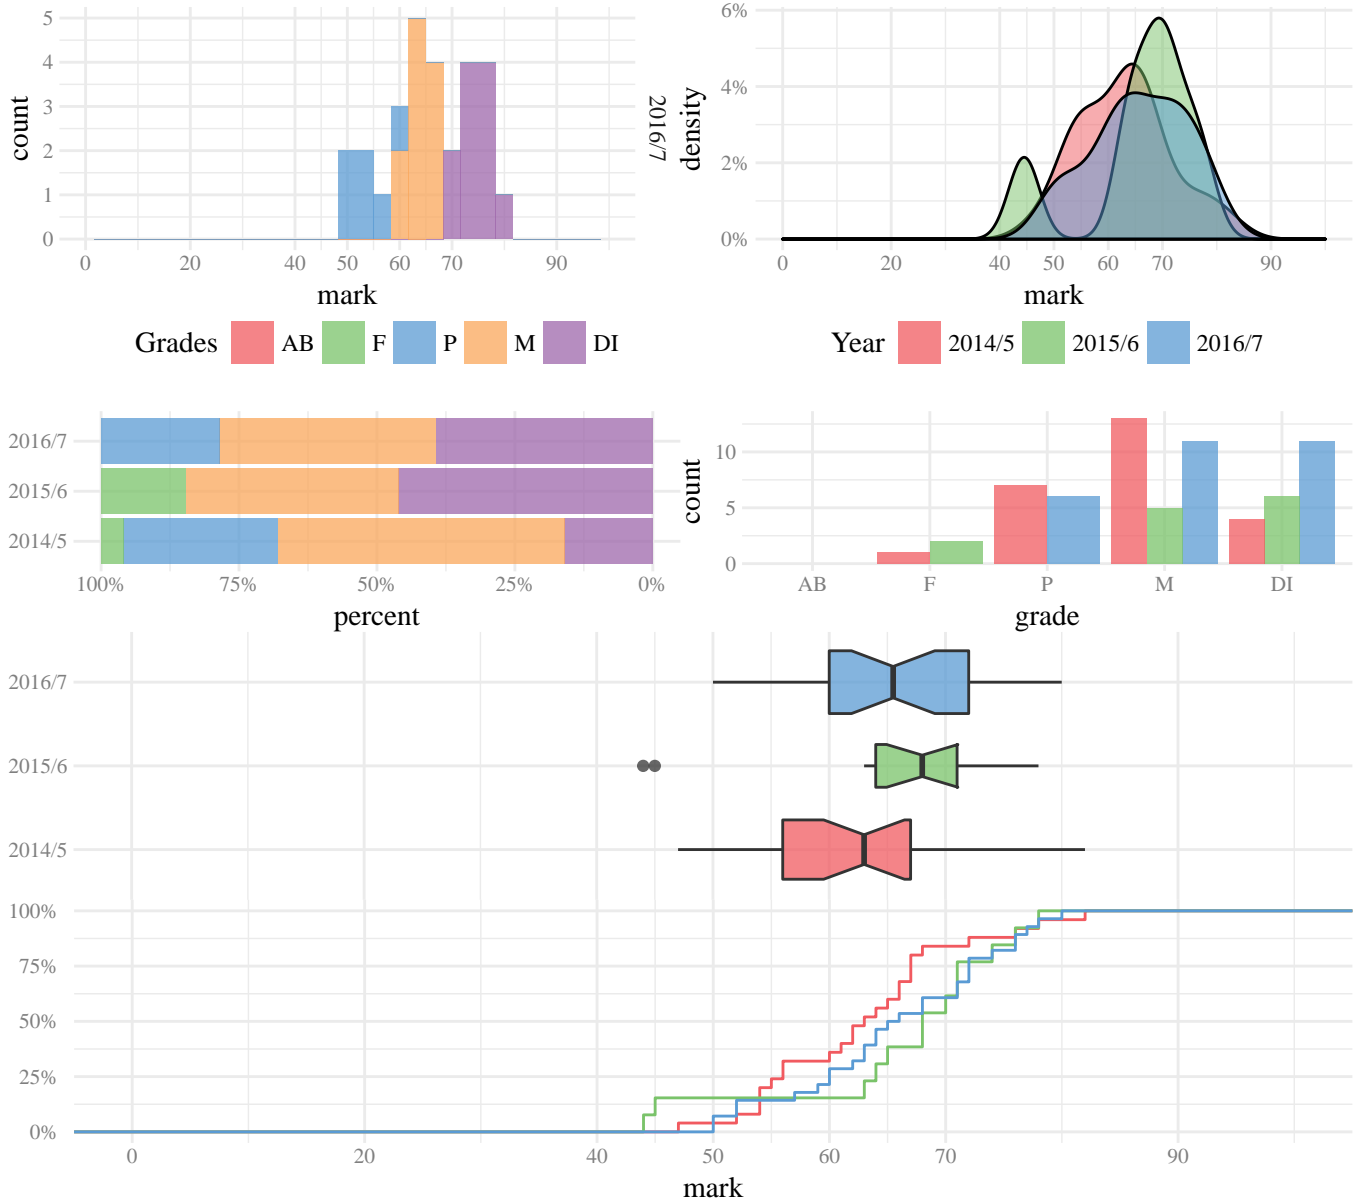 5
4
3
2
1
0
count
0 20 40 50 60 70 90
mark
2016/7
6%
4%
2%
0%
density
0 20 40 50 60 70 90
mark
Grades AB F P M DI
Year 2014/5 2015/6 2016/7
2016/7
2015/6
2014/5
100% 75% 50% 25% 0%
percent
10
5
0
count
AB F P M DI
grade
2016/7
2015/6
2014/5
100%
75%
50%
25%
0%
0 20 40 50 60 70 90
mark